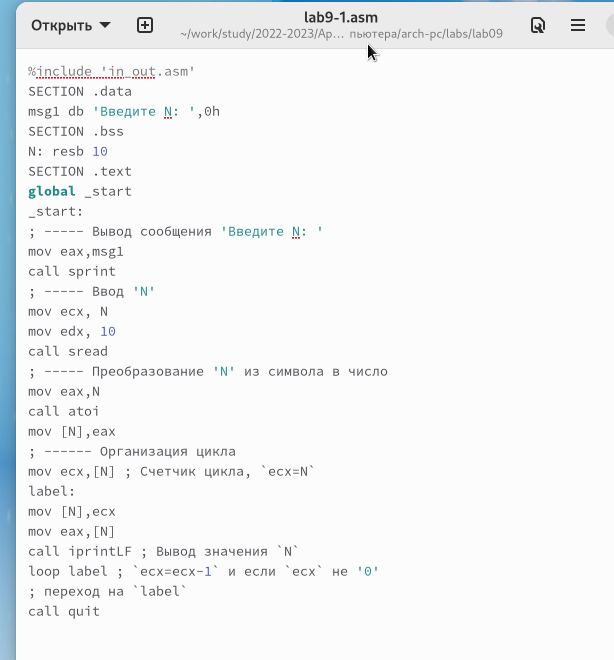 Открыть
lab9-1.asm
~/work/study/2022-2023/Ар... пьютера/arch-pc/labs/lab09
%include 'in_out.asm'
SECTION .data
msg1 db 'Введите N: ',0h
SECTION .bss
N: resb 10
SECTION .text
global _start
_start:
; ----- Вывод сообщения 'Введите N: '
mov eax,msg1
call sprint
; ----- Ввод 'N'
mov ecx, N
mov edx, 10
call sread
; ----- Преобразование 'N' из символа в число
mov eax,N
call atoi
mov [N],eax
; ------ Организация цикла
mov ecx,[N] ; Счетчик цикла, `ecx=N`
label:
mov [N],ecx
mov eax,[N]
call iprintLF ; Вывод значения `N`
loop label ; `ecx=ecx-1` и если `ecx` не '0'
; переход на `label`
call quit